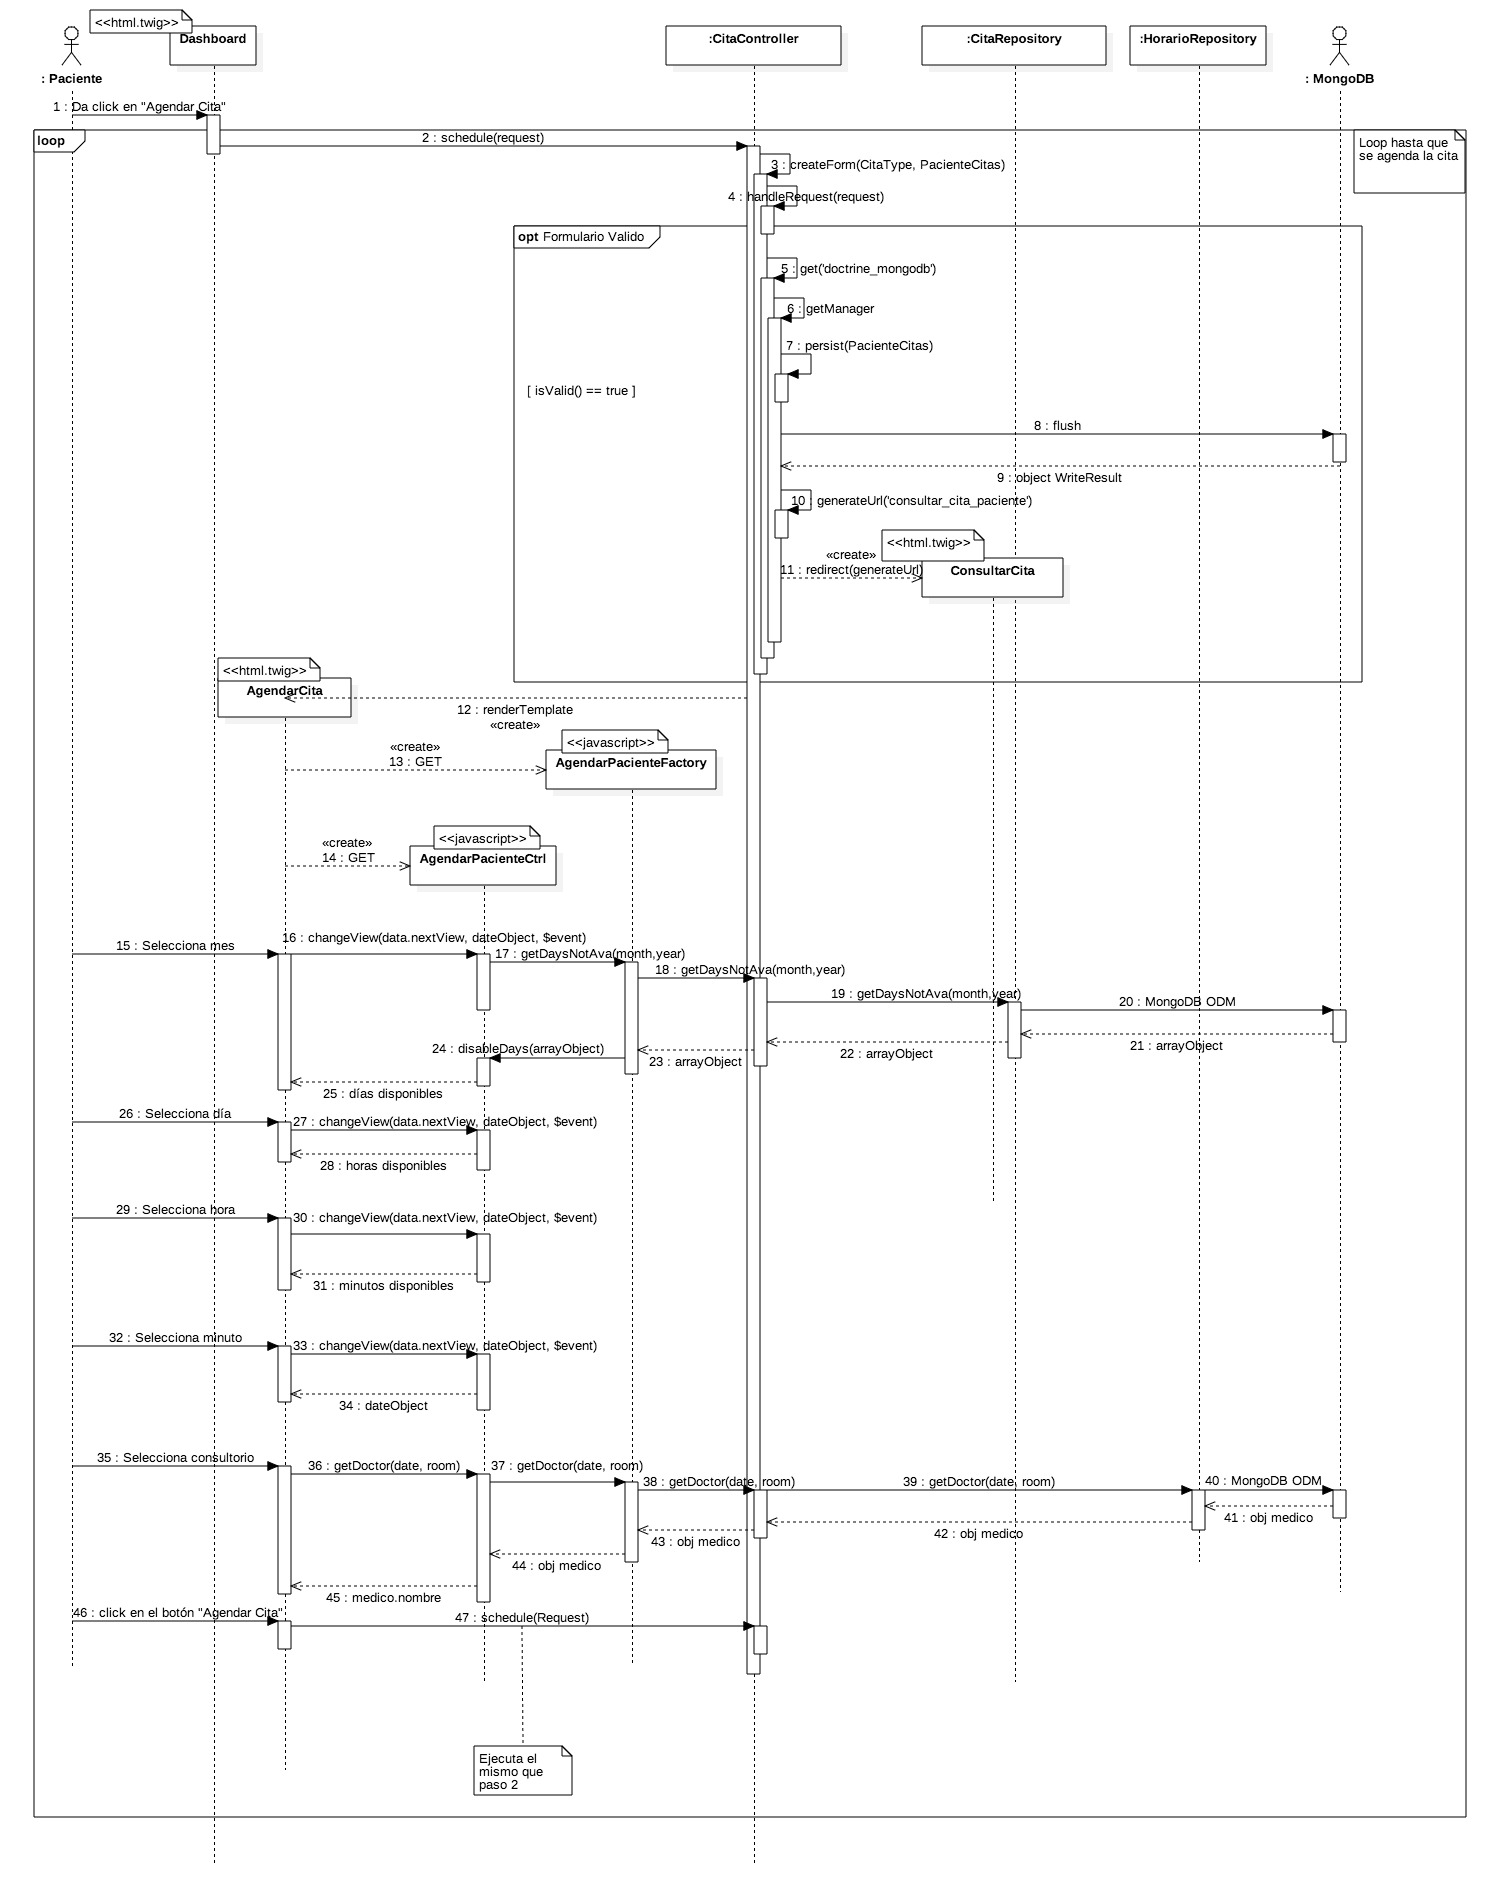 <<html.twig>>
Dashboard
:CitaController
:CitaRepository
:HorarioRepository
: Paciente
: MongoDB
1 : Da click en "Agendar Cita"
loop
2 : schedule(request)
Loop hasta que
se agenda la cita
3 : createForm(CitaType, PacienteCitas)
4 : handleRequest(request)
opt Formulario Valido
5 : get('doctrine_mongodb')
6 : getManager
7 : persist(PacienteCitas)
[ isValid() == true ]
8 : flush
9 : object WriteResult
10 : generateUrl('consultar_cita_paciente')
<<html.twig>>
«create»
11 : redirect(generateUrl)
ConsultarCita
<<html.twig>>
AgendarCita
12 : renderTemplate
«create»
<<javascript>>
«create»
13 : GET
AgendarPacienteFactory
<<javascript>>
«create»
14 : GET
AgendarPacienteCtrl
15 : Selecciona mes
16 : changeView(data.nextView, dateObject, $event)
17 : getDaysNotAva(month,year)
18 : getDaysNotAva(month,year)
19 : getDaysNotAva(month,year)
20 : MongoDB ODM
21 : arrayObject
22 : arrayObject
23 : arrayObject
24 : disableDays(arrayObject)
25 : días disponibles
26 : Selecciona día
27 : changeView(data.nextView, dateObject, $event)
28 : horas disponibles
29 : Selecciona hora
30 : changeView(data.nextView, dateObject, $event)
31 : minutos disponibles
32 : Selecciona minuto
33 : changeView(data.nextView, dateObject, $event)
34 : dateObject
35 : Selecciona consultorio
36 : getDoctor(date, room)
37 : getDoctor(date, room)
38 : getDoctor(date, room)
39 : getDoctor(date, room)
40 : MongoDB ODM
41 : obj medico
42 : obj medico
43 : obj medico
44 : obj medico
45 : medico.nombre
46 : click en el botón "Agendar Cita"
47 : schedule(Request)
Ejecuta el
mismo que
paso 2